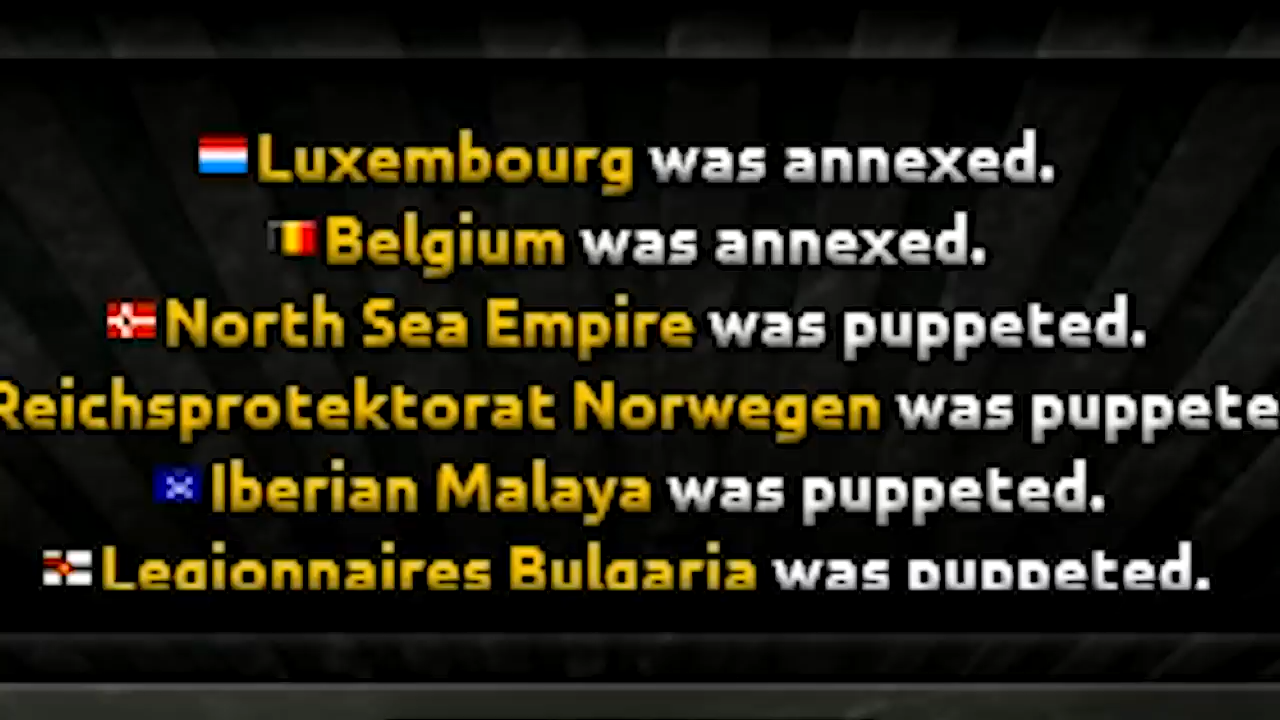 Luxembourg was annexed.
Belgium was annexed.
North Sea Empire was puppeted.
Reichsprotektorat Norwegen was puppete
Iberian Malaya was puppeted.
Legionnaires Bulgaria was puppeted.